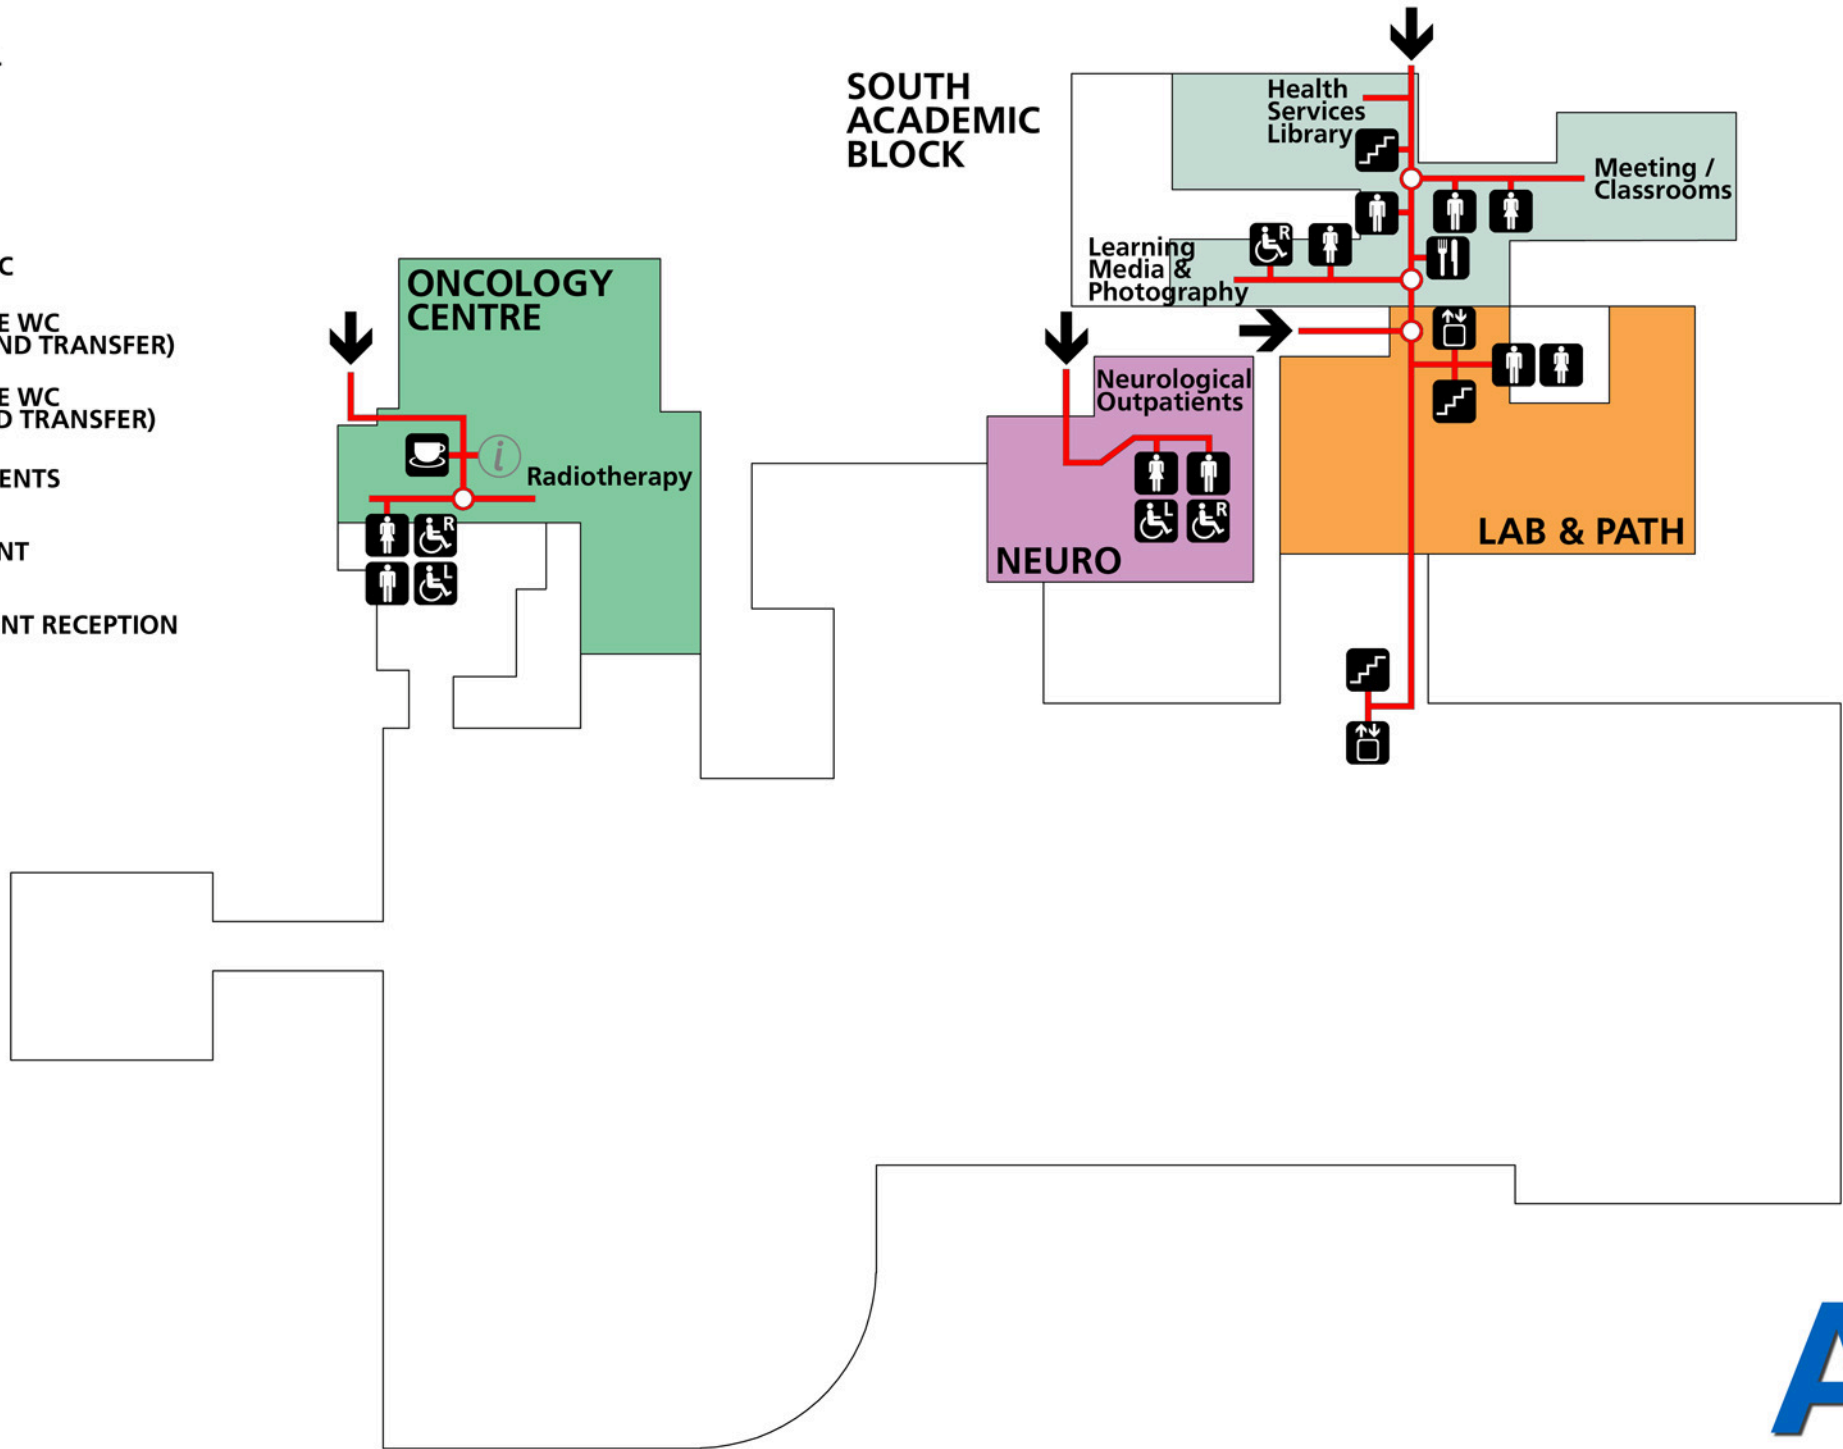 C
E WC
ND TRANSFER)
E WC
D TRANSFER)
ENTS
NT
NT RECEPTION
ONCOLOGY
CENTRE
i
Radiotherapy
R
L
SOUTH
ACADEMIC
BLOCK
Health
Services
Library
Meeting /
Classrooms
Learning
Media &
Photography
R
Neurological
Outpatients
L R
NEURO
LAB & PATH
A